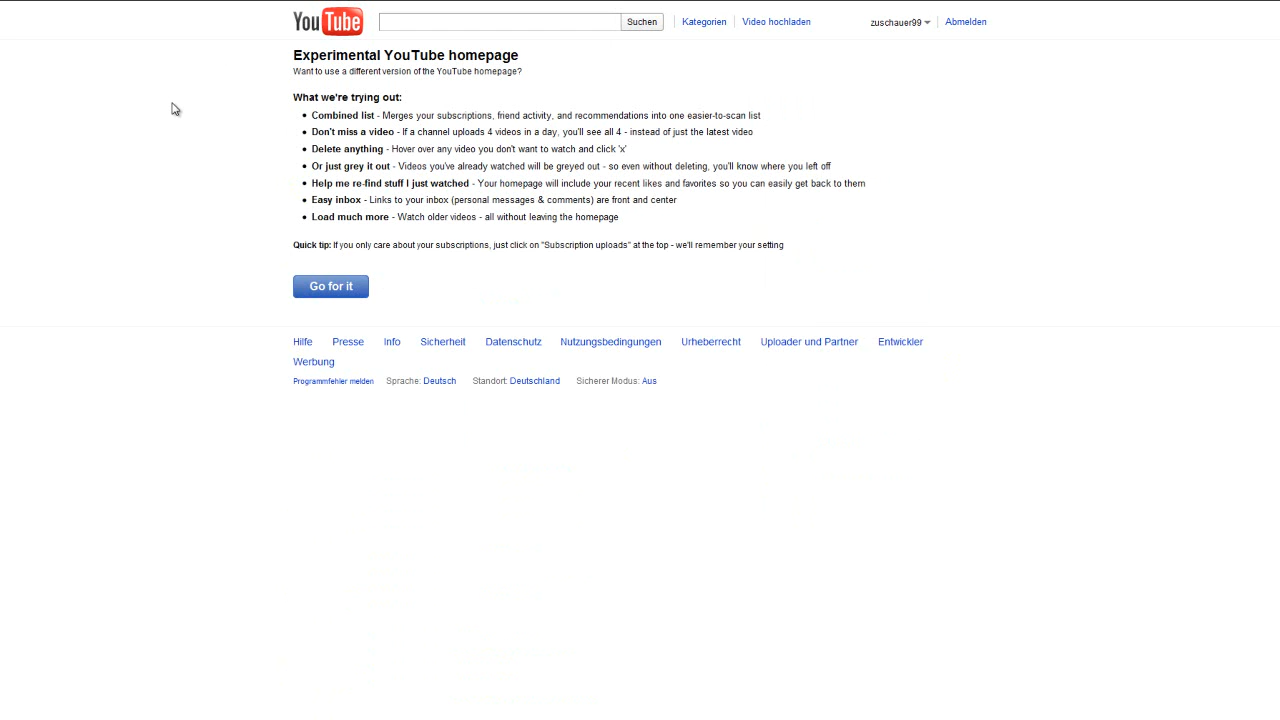 YouTube Suchen Kategorien Video hochladen zuschauer99 Abmelden
Experimental YouTube homepage
Want to use a different version of the YouTube homepage?
What we're trying out:
• Combined list - Merges your subscriptions, friend activity, and recommendations into one easier-to-scan list
• Don't miss a video - If a channel uploads 4 videos in a day, you'll see all 4 - instead of just the latest video
• Delete anything - Hover over any video you don't want to watch and click 'x'
• Or just grey it out - Videos you've already watched will be greyed out - so even without deleting, you'll know where you left off
• Help me re-find stuff I just watched - Your homepage will include your recent likes and favorites so you can easily get back to them
• Easy inbox - Links to your inbox (personal messages & comments) are front and center
• Load much more - Watch older videos - all without leaving the homepage
Quick tip: If you only care about your subscriptions, just click on "Subscription uploads" at the top - we'll remember your setting
Go for it
Hilfe Presse Info Sicherheit Datenschutz Nutzungsbedingungen Urheberrecht Uploader und Partner Entwickler
Werbung
Programmfehler melden Sprache: Deutsch Standort: Deutschland Sicherer Modus: Aus